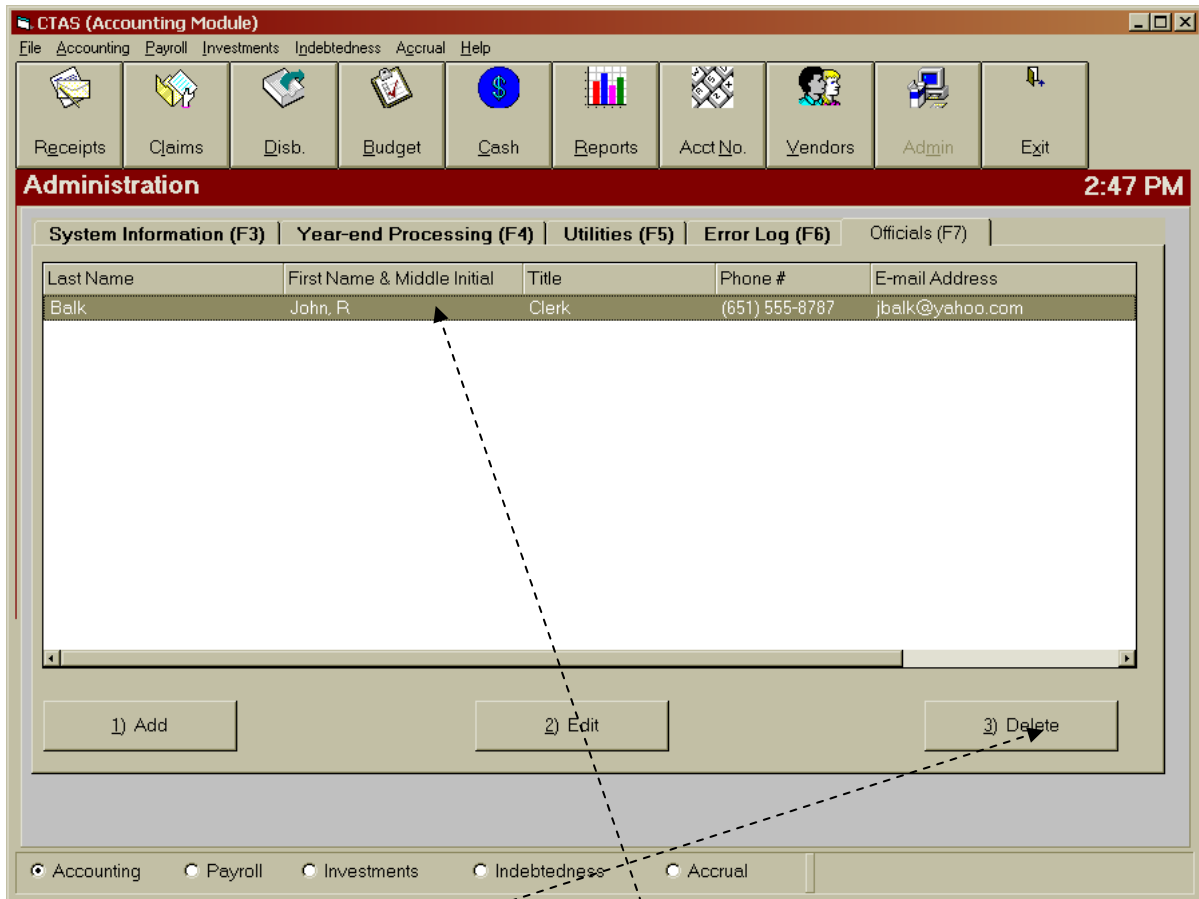 CTAS (Accounting Module)
File Accounting Payroll Investments Indebtedness Accrual Help
Receipts Claims Disb. Budget Cash Reports Acct No. Vendors Admin Exit
Administration 2:47 PM
System Information (F3) Year-end Processing (F4) Utilities (F5) Error Log (F6) Officials (F7)
Last Name First Name & Middle Initial Title Phone # E-mail Address
Balk John, R Clerk (651) 555-8787 jbalk@yahoo.com
1) Add 2) Edit 3) Delete
Accounting Payroll Investments Indebtedness Accrual